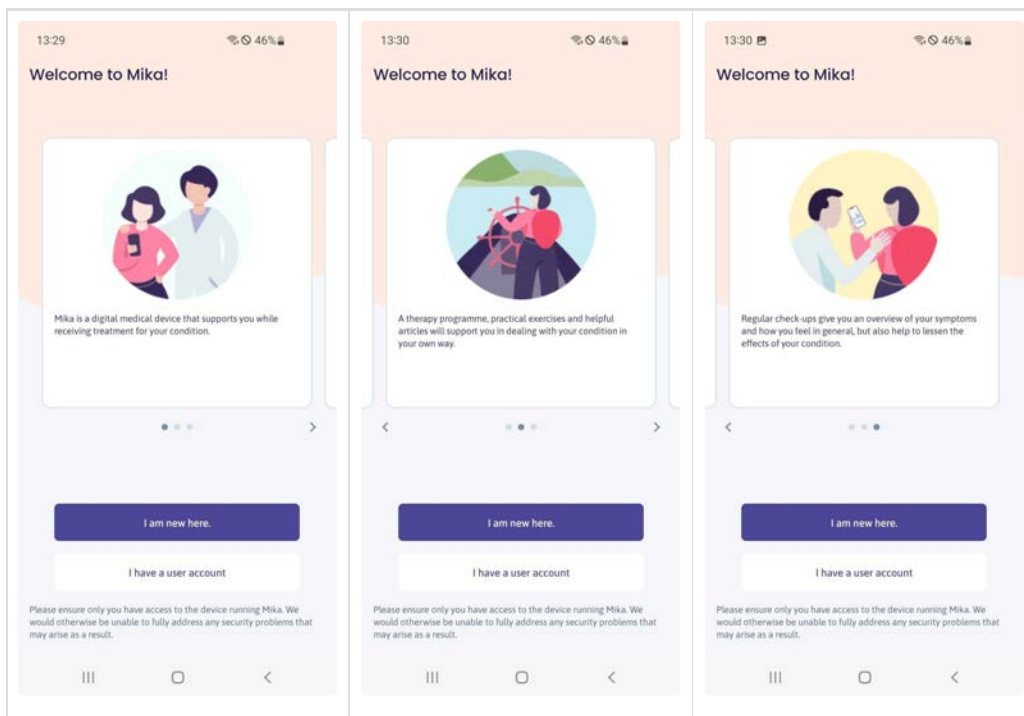 13:29
46%
Welcome to Mika!
Mika is a digital medical device that supports you while
receiving treatment for your condition.
I am new here.
I have a user account
Please ensure only you have access to the device running Mika. We
would otherwise be unable to fully address any security problems that
may arise as a result.
13:30
46%
Welcome to Mika!
A therapy programme, practical exercises and helpful
articles will support you in dealing with your condition in
your own way.
I am new here.
I have a user account
Please ensure only you have access to the device running Mika. We
would otherwise be unable to fully address any security problems that
may arise as a result.
13:30
46%
Welcome to Mika!
Regular check-ups give you an overview of your symptoms
and how you feel in general, but also help to lessen the
effects of your condition.
I am new here.
I have a user account
Please ensure only you have access to the device running Mika. We
would otherwise be unable to fully address any security problems that
may arise as a result.